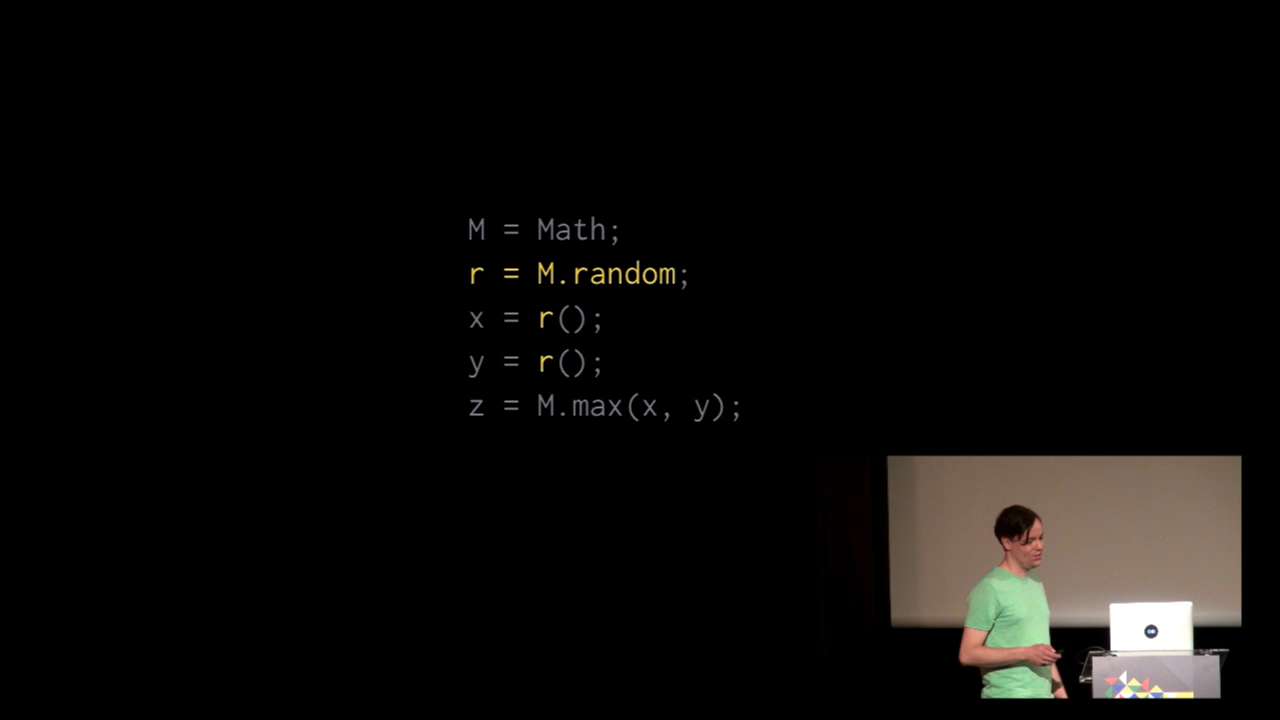 M = Math;
r = M.random;
x = r();
y = r();
z = M.max(x, y);